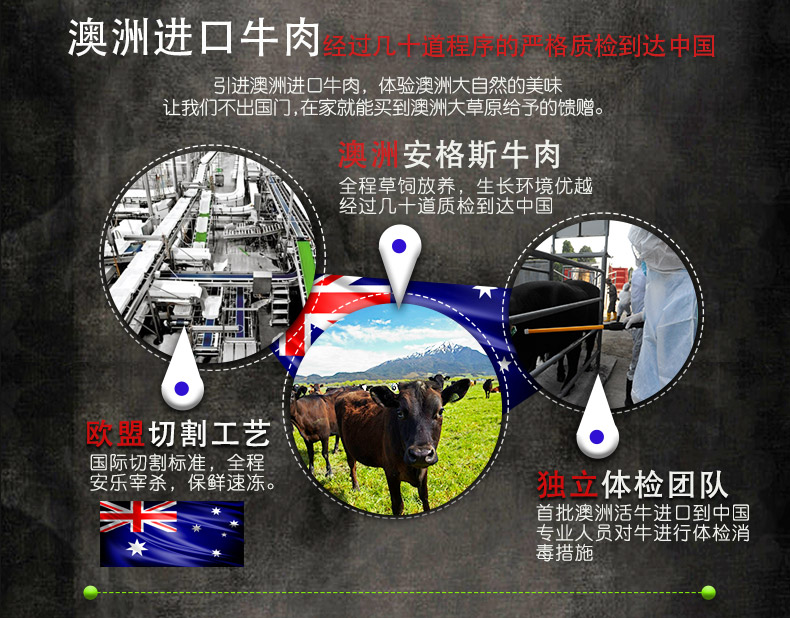 澳洲进口牛肉经过几十道程序的严格质检到达中国
引进澳洲进口牛肉，体验澳洲大自然的美味
让我们不出国门,在家就能买到澳洲大草原给予的馈赠。
澳洲安格斯牛肉
全程草饲放养，生长环境优越
经过几十道质检到达中国
欧盟切割工艺
国际切割标准，全程
安乐宰杀，保鲜速冻。
独立体检团队
首批澳洲活牛进口到中国
专业人员对牛进行体检消
毒措施